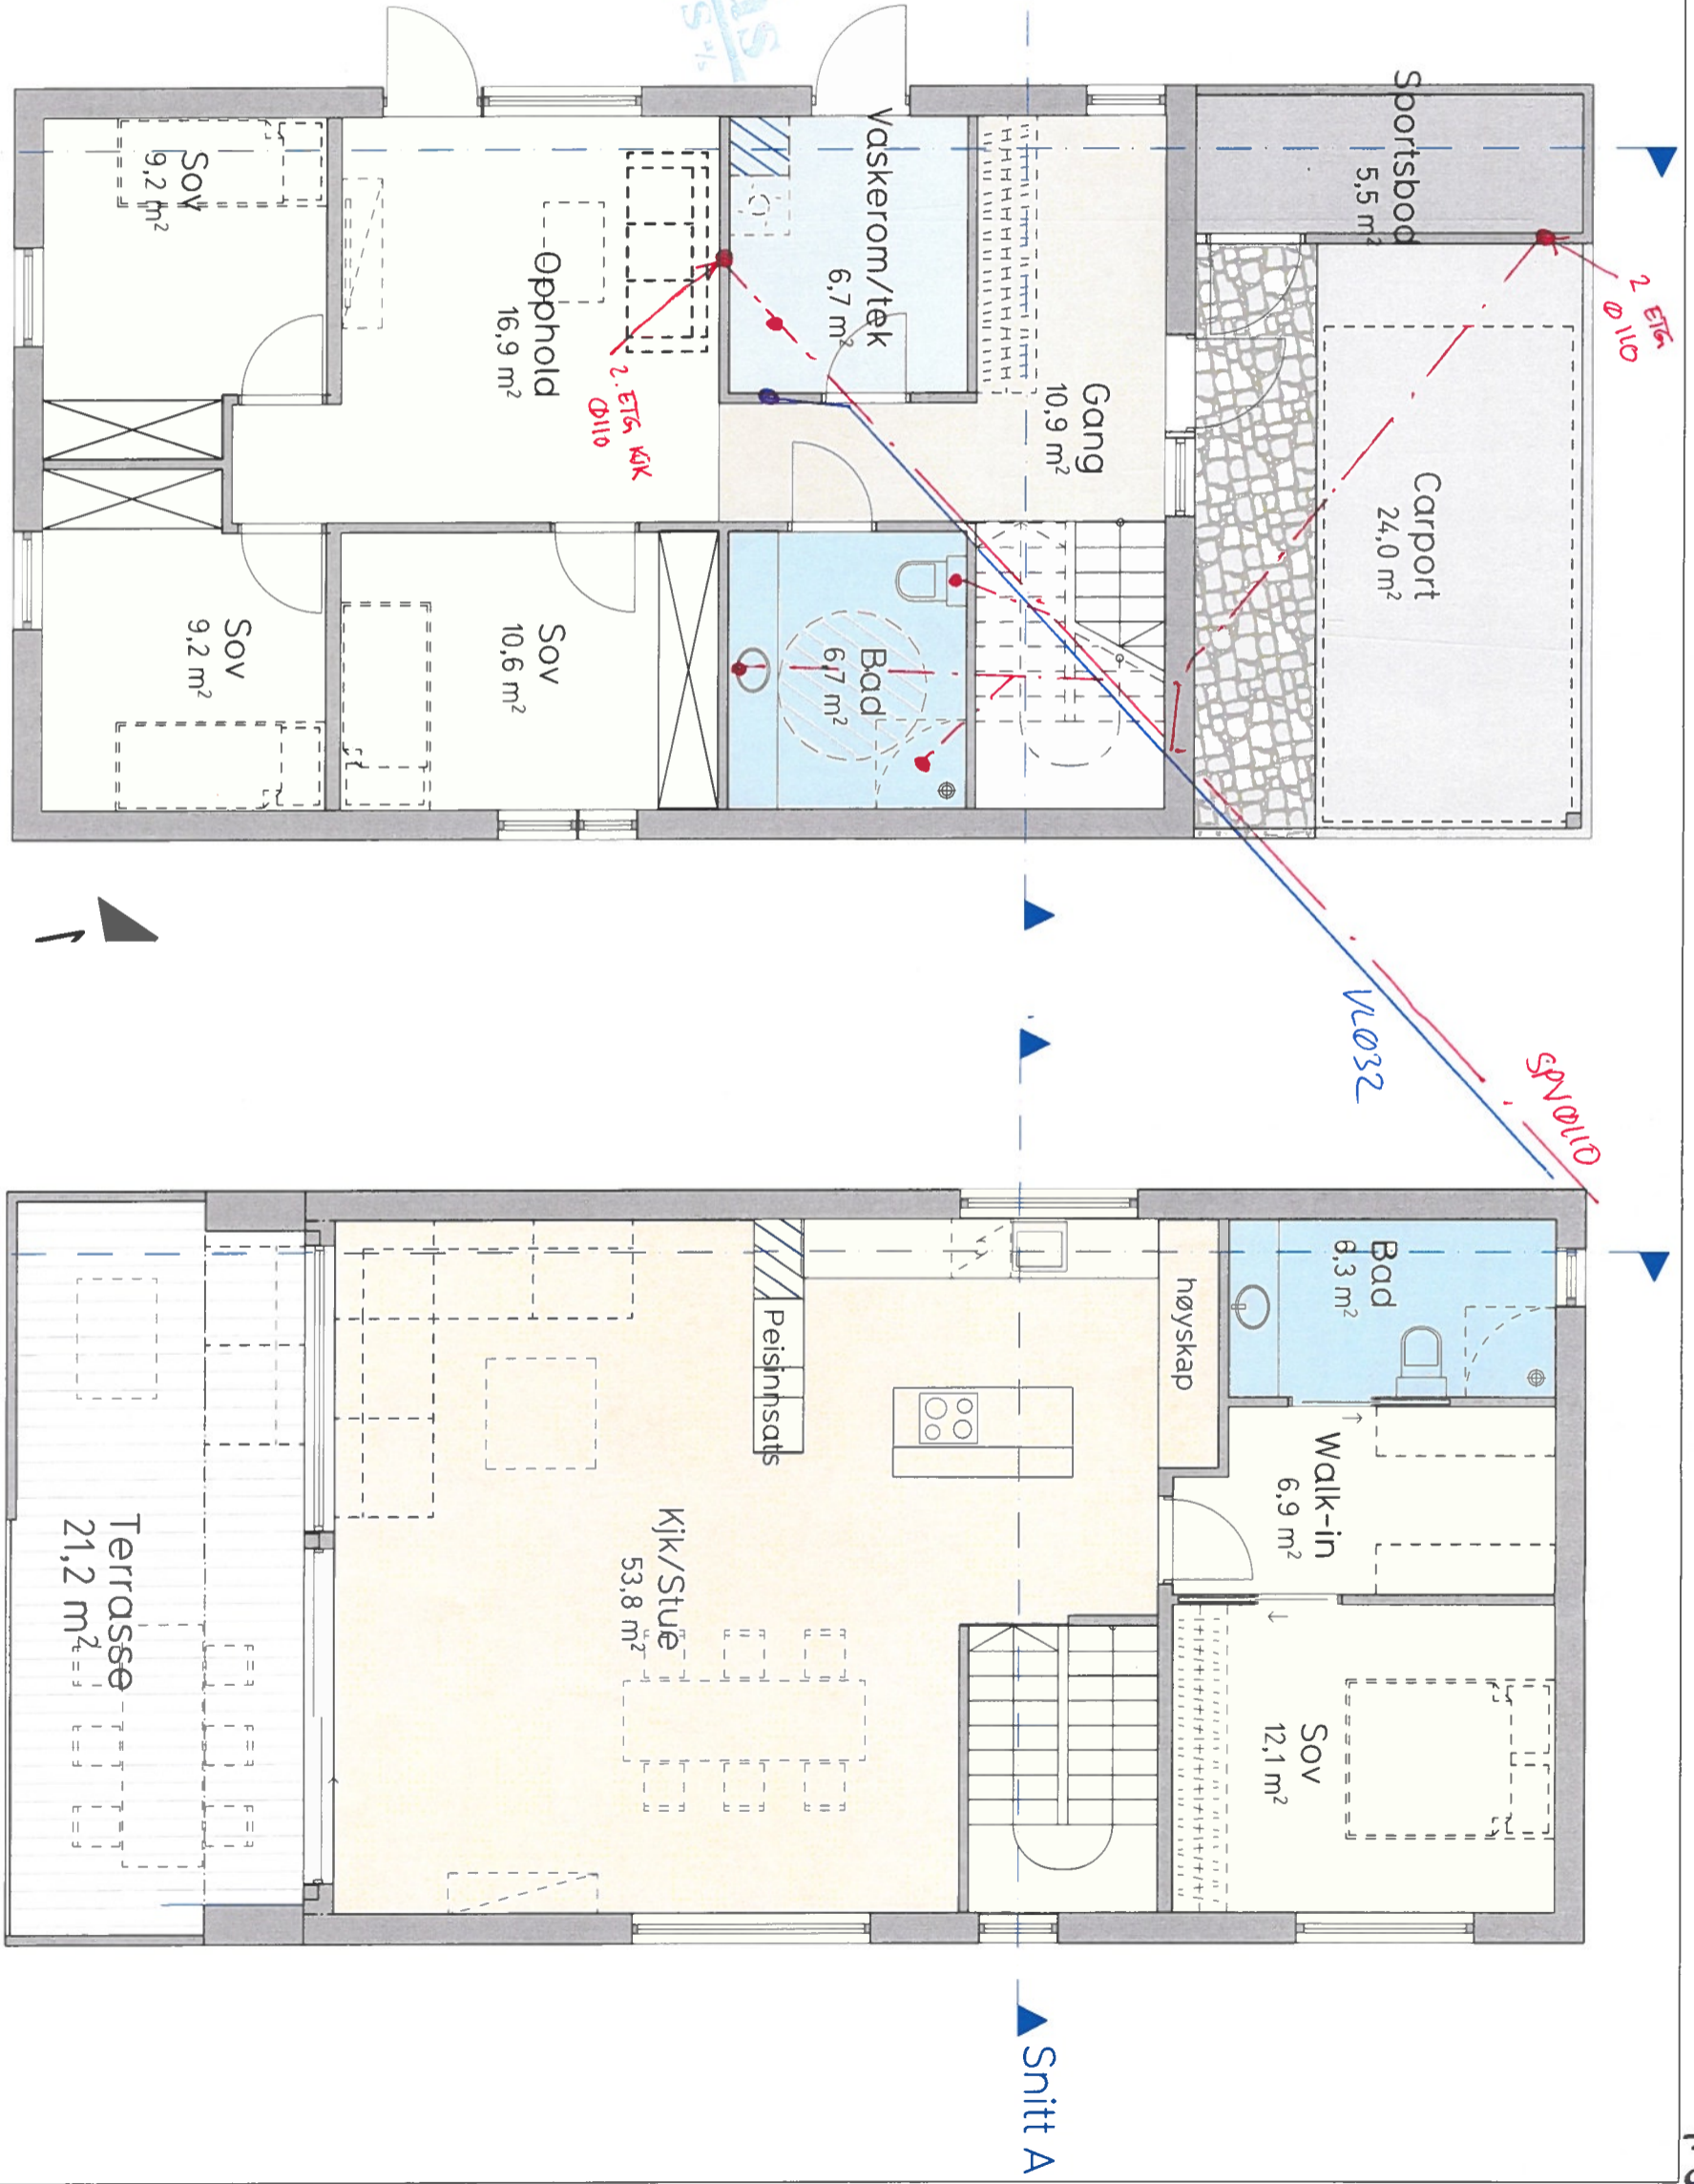 Sportsbod
5,5 m²
2 ETG
Ø110
Carport
24,0 m²
Vaskerom/tek
6,7 m²
Gang
10,9 m²
Opphold
16,9 m²
2. ETG KJK
Ø110
Sov
9,2 m²
Sov
9,2 m²
Sov
10,6 m²
Bad
6,7 m²
VLØ32
SPVØ110
Bad
6,3 m²
høyskap
Peisinnsats
Walk-in
6,9 m²
Kjk/Stue
53,8 m²
Sov
12,1 m²
Terrasse
21,2 m²
Snitt A